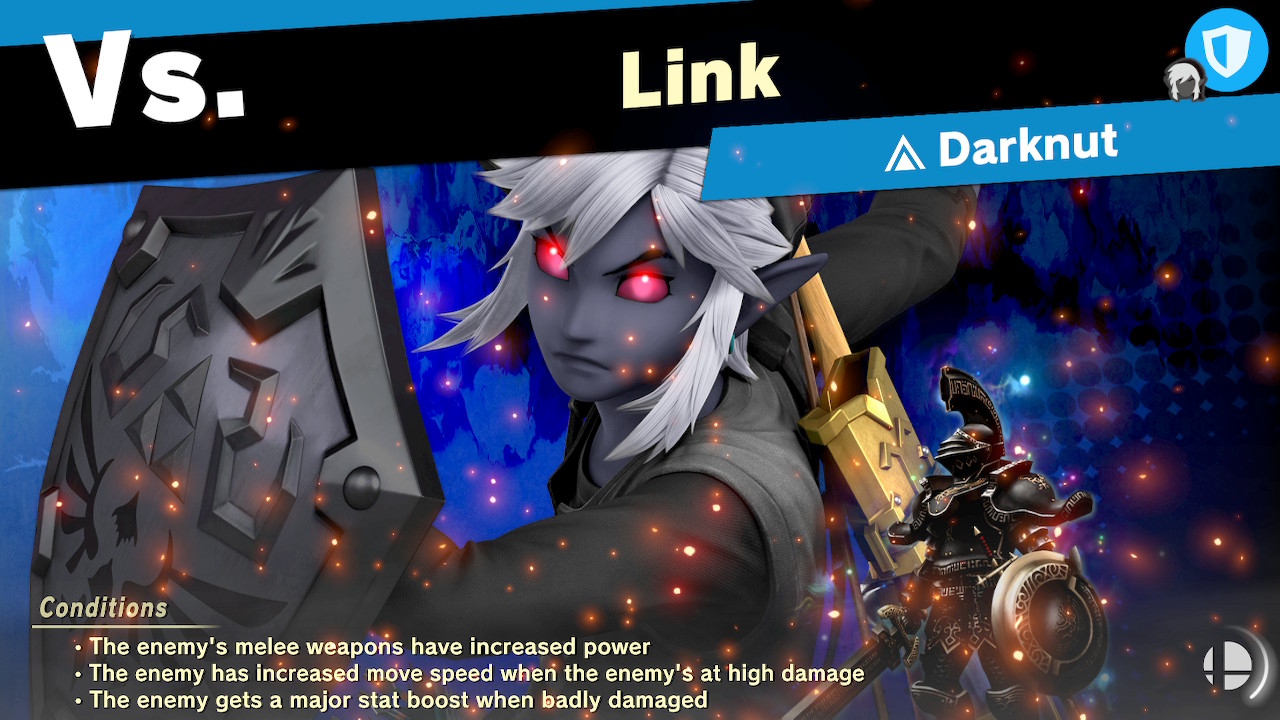 Vs.
Link
Darknut
Conditions
• The enemy's melee weapons have increased power
• The enemy has increased move speed when the enemy's at high damage
• The enemy gets a major stat boost when badly damaged